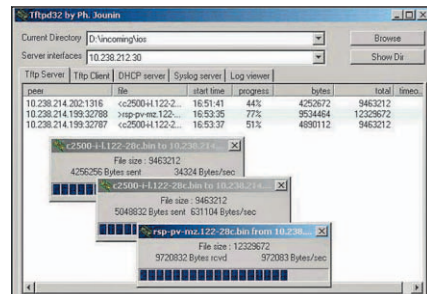 Tftpd32 by Ph. Jounin
Current Directory D:\incoming\ios Browse
Server interfaces 10.238.212.30 Show Dir
Tftp Server Tftp Client DHCP server Syslog server Log viewer
peer file start time progress bytes total timeo..
10.238.214.202:1316 <c2500-i-l.122-2... 16:51:41 44% 4252672 9463212
10.238.214.199:32788 >rsp-pv-mz.122-... 16:53:35 77% 9534464 12329672
10.238.214.199:32787 <c2500-i-l.122-2... 16:53:37 51% 4890112 9463212
c2500-i-l.122-28c.bin to 10.238.214....
File size : 9463212
4256256 Bytes sent 34324 Bytes/sec
c2500-i-l.122-28c.bin to 10.238.214....
File size : 9463212
5048832 Bytes sent 631104 Bytes/sec
rsp-pv-mz.122-28c.bin from 10.238....
File size : 12329672
9720832 Bytes rcvd 972083 Bytes/sec